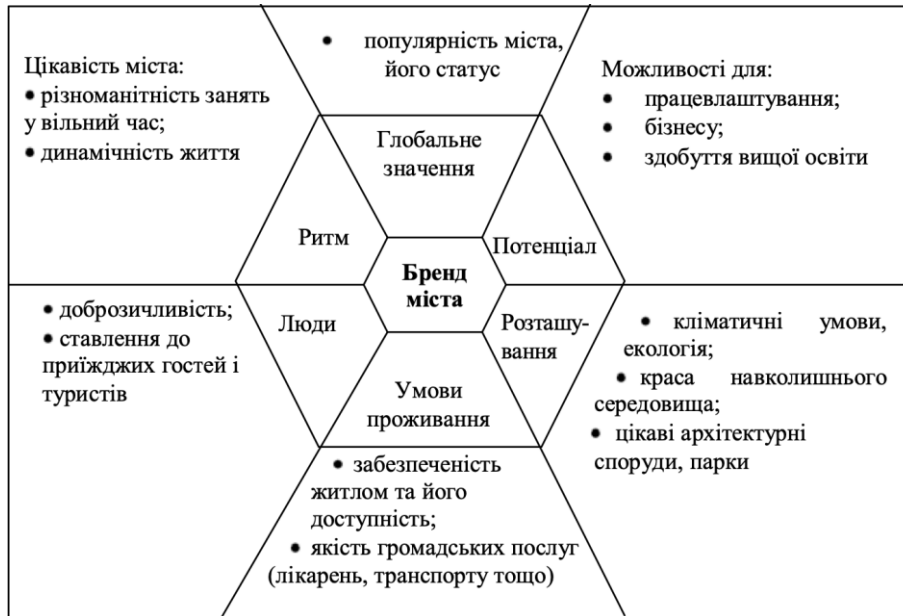 ● популярність міста,
його статус
Цікавість міста:
● різноманітність занять
у вільний час;
● динамічність життя
Можливості для:
● працевлаштування;
● бізнесу;
● здобуття вищої освіти
Глобальне
значення
Ритм
Потенціал
Бренд
міста
Люди
Розташу-
вання
Умови
проживання
● доброзичливість;
● ставлення до
приїжджих гостей і
туристів
● кліматичні умови,
екологія;
● краса навколишнього
середовища;
● цікаві архітектурні
споруди, парки
● забезпеченість
житлом та його
доступність;
● якість громадських послуг
(лікарень, транспорту тощо)